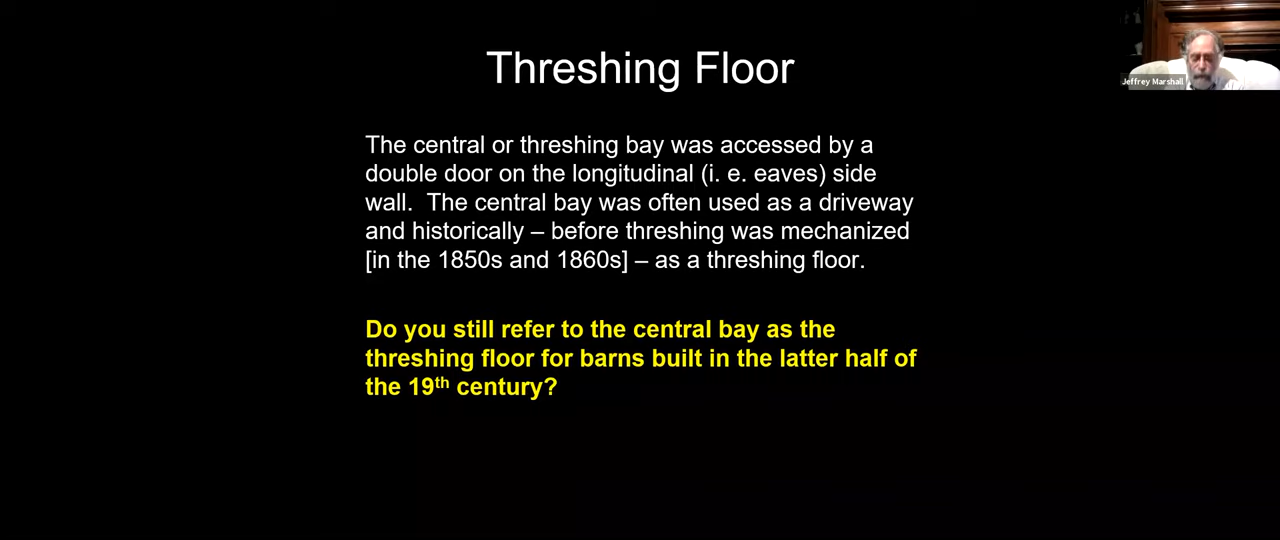 Threshing Floor
Jeffrey Marshall
The central or threshing bay was accessed by a
double door on the longitudinal (i. e. eaves) side
wall.  The central bay was often used as a driveway
and historically – before threshing was mechanized
[in the 1850s and 1860s] – as a threshing floor.
Do you still refer to the central bay as the
threshing floor for barns built in the latter half of
the 19th century?